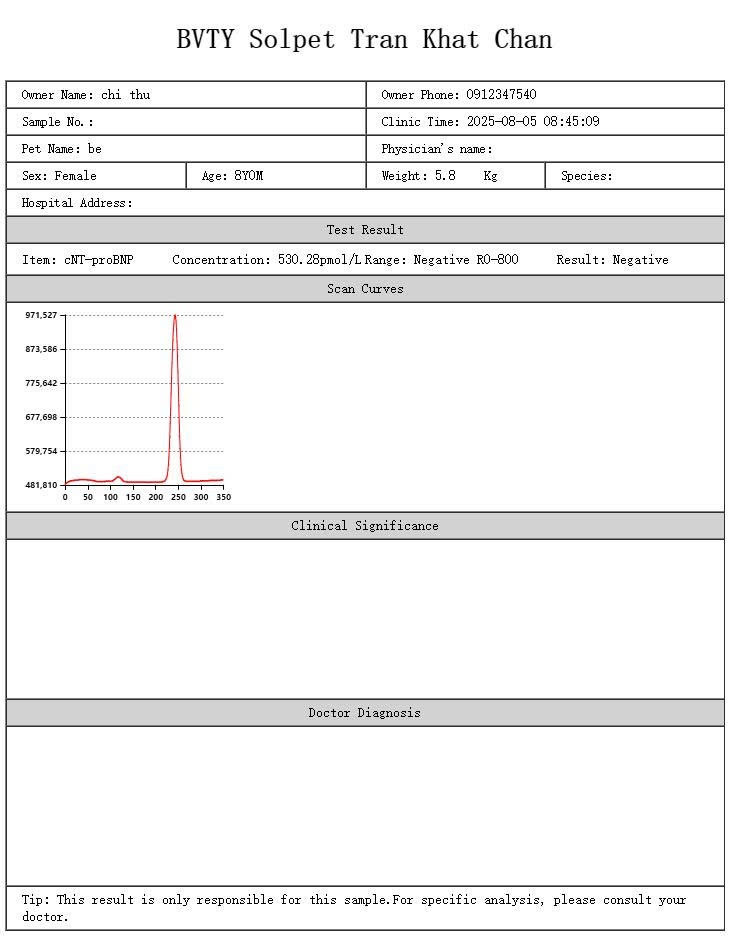 BVTY Solpet Tran Khat Chan
Owner Name: chi thu Owner Phone: 0912347540
Sample No.: Clinic Time: 2025-08-05 08:45:09
Pet Name: be Physician's name:
Sex: Female Age: 8Y0M Weight: 5.8 Kg Species:
Hospital Address:
Test Result
Item: cNT-proBNP Concentration: 530.28pmol/L Range: Negative R0-800 Result: Negative
Scan Curves
971,527
873,586
775,642
677,698
579,754
481,810
0 50 100 150 200 250 300 350
Clinical Significance
Doctor Diagnosis
Tip: This result is only responsible for this sample.For specific analysis, please consult your
doctor.